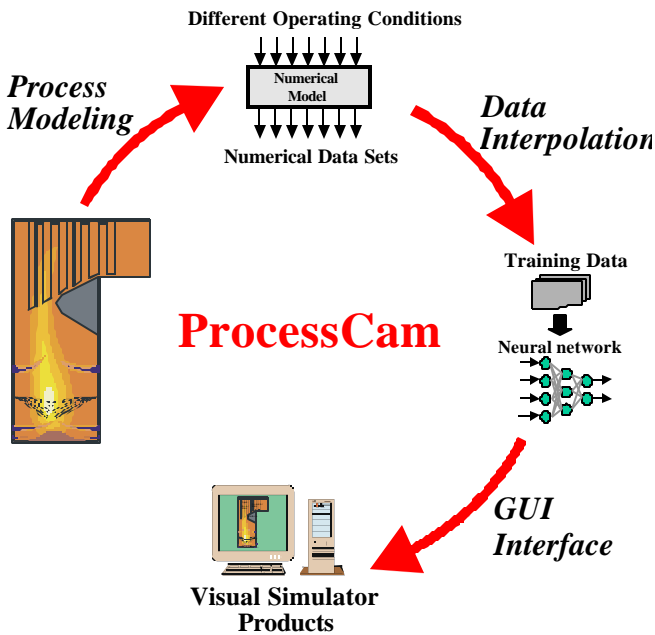 Different Operating Conditions
Numerical
Model
Numerical Data Sets
Process
Modeling
Data
Interpolation
Training Data
Neural network
ProcessCam
GUI
Interface
Visual Simulator
Products